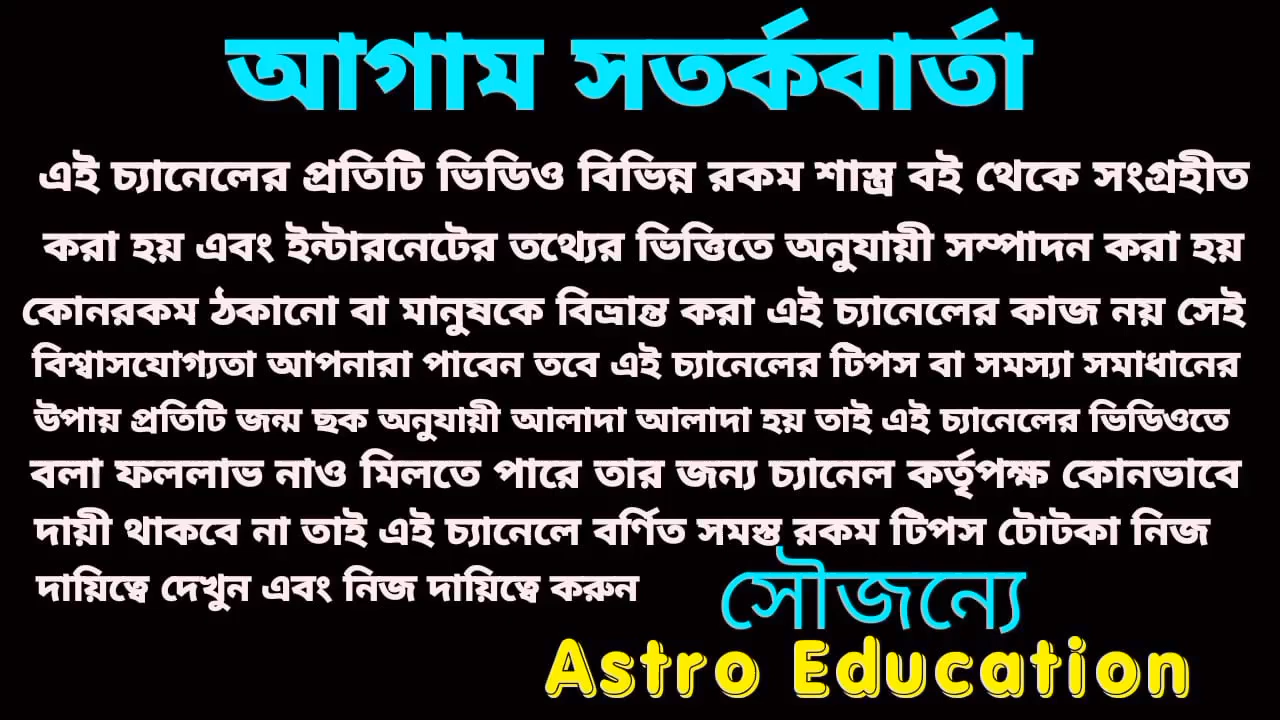 আগাম সতর্কবার্তা
এই চ্যানেলের প্রতিটি ভিডিও বিভিন্ন রকম শাস্ত্র বই থেকে সংগ্রহীত
করা হয় এবং ইন্টারনেটের তথ্যের ভিত্তিতে অনুযায়ী সম্পাদন করা হয়
কোনরকম ঠকানো বা মানুষকে বিভ্রান্ত করা এই চ্যানেলের কাজ নয় সেই
বিশ্বাসযোগ্যতা আপনারা পাবেন তবে এই চ্যানেলের টিপস বা সমস্যা সমাধানের
উপায় প্রতিটি জন্ম ছক অনুযায়ী আলাদা আলাদা হয় তাই এই চ্যানেলের ভিডিওতে
বলা ফললাভ নাও মিলতে পারে তার জন্য চ্যানেল কর্তৃপক্ষ কোনভাবে
দায়ী থাকবে না তাই এই চ্যানেলে বর্ণিত সমস্ত রকম টিপস টোটকা নিজ
দায়িত্বে দেখুন এবং নিজ দায়িত্বে করুন
সৌজন্যে
Astro Education